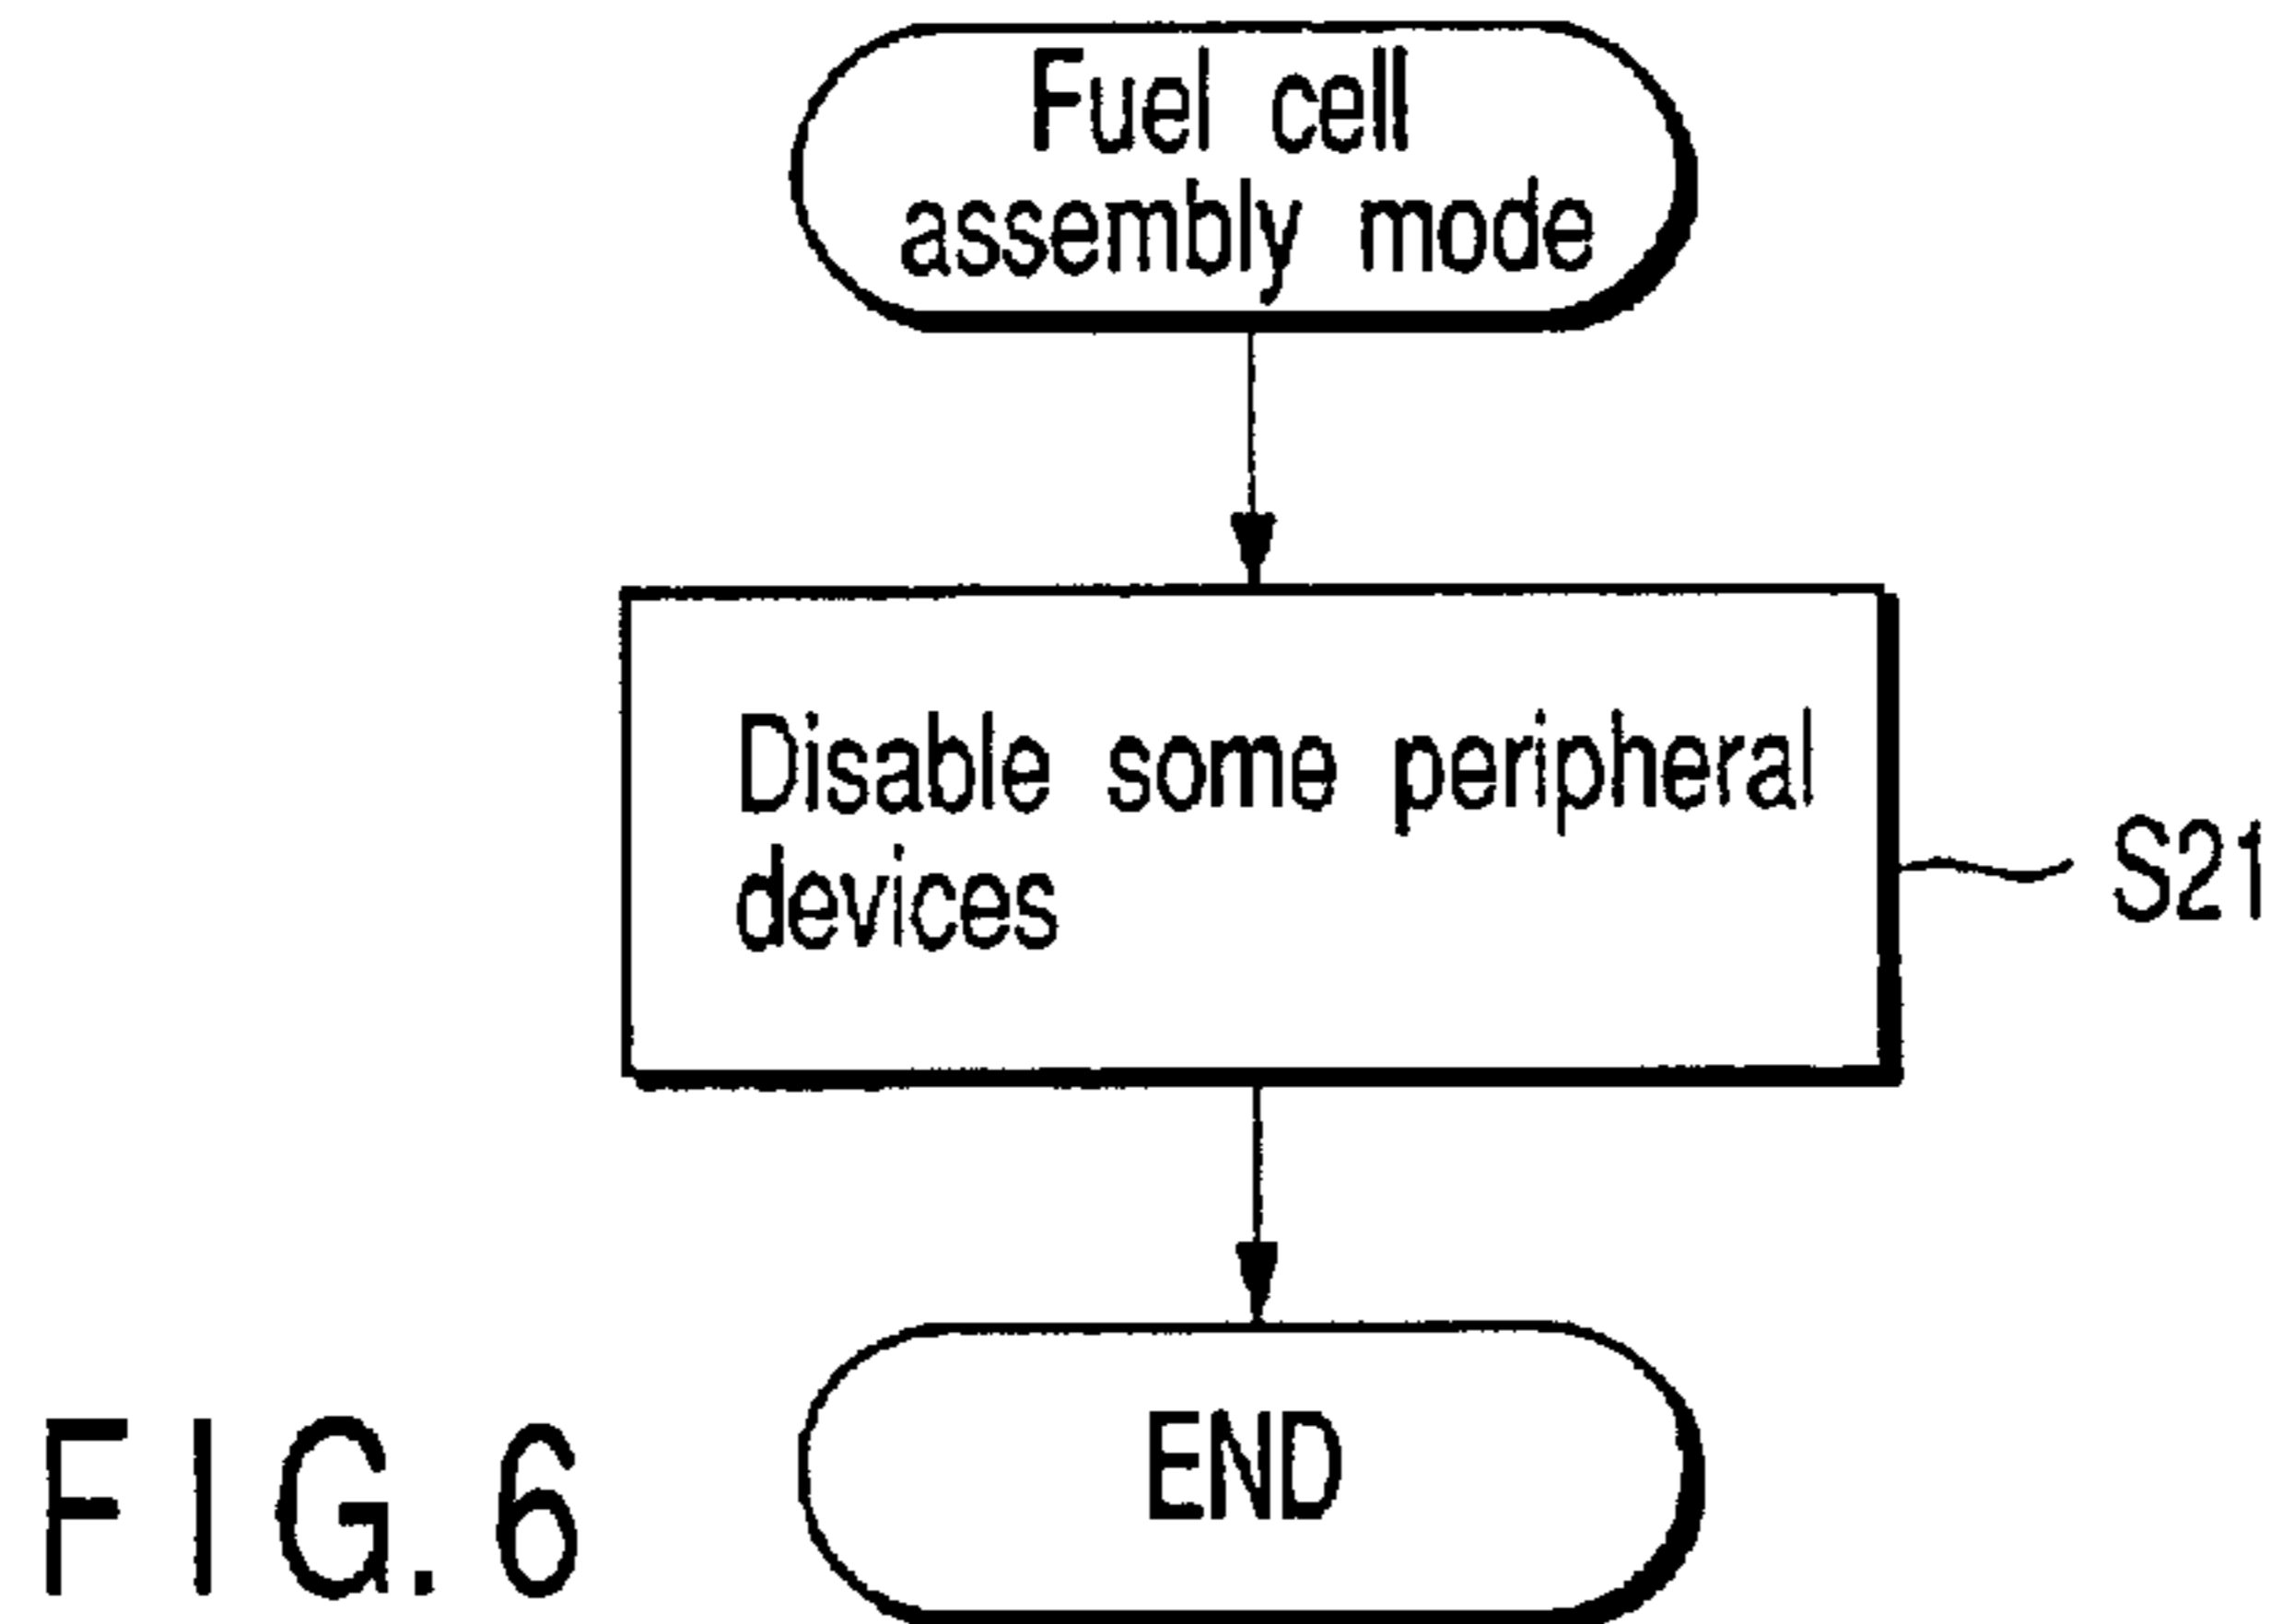 Fuel cell
assembly mode
Disable some peripheral
devices
S21
END
FIG. 6